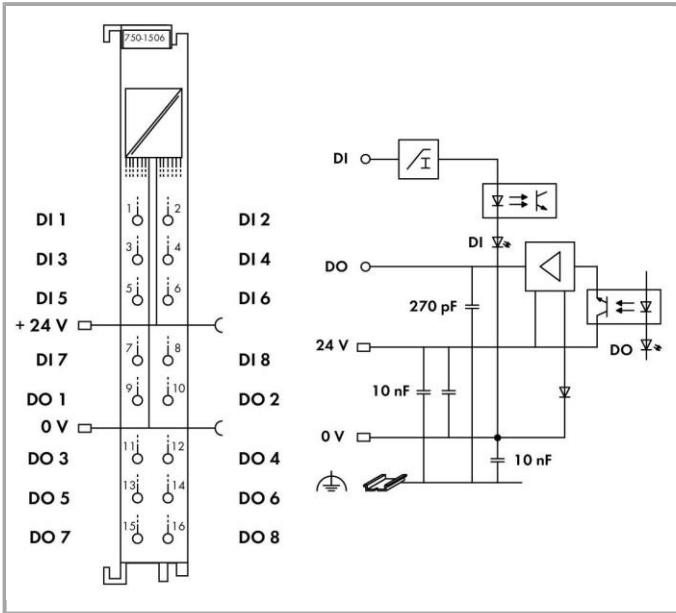 750-1506
1 2
DI 1 DI 2
3 4
DI 3 DI 4
5 6
DI 5 DI 6
+ 24 V
7 8
DI 7 DI 8
9 10
DO 1 DO 2
0 V
11 12
DO 3 DO 4
13 14
DO 5 DO 6
15 16
DO 7 DO 8
DI
I
DI
DO
270 pF
24 V
DO
10 nF
0 V
10 nF